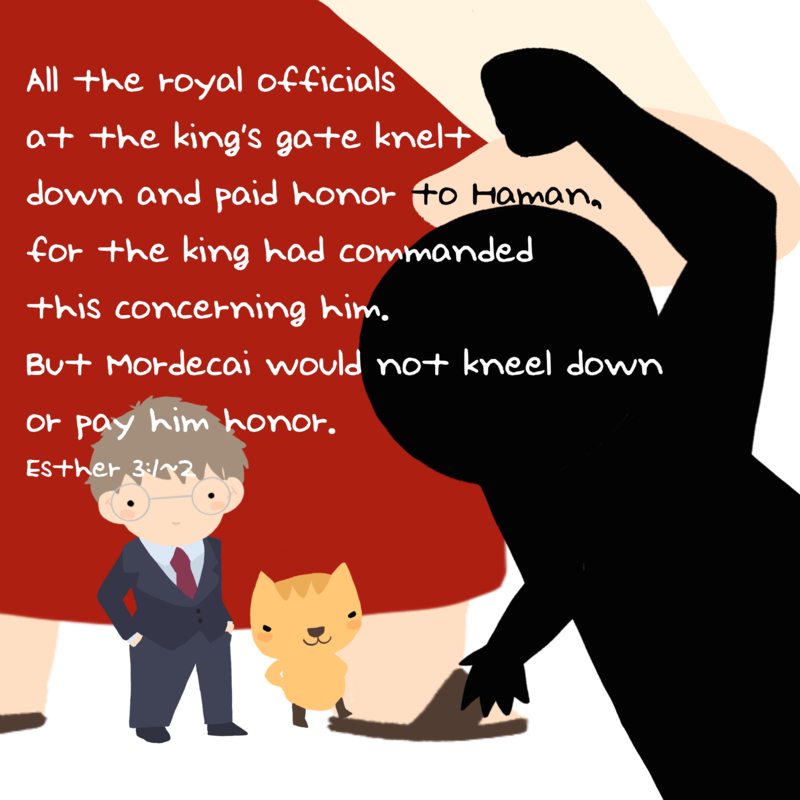 All the royal officials
at the king's gate knelt
down and paid honor to Haman,
for the king had commanded
this concerning him.
But Mordecai would not kneel down
or pay him honor.
Esther 3:1~2